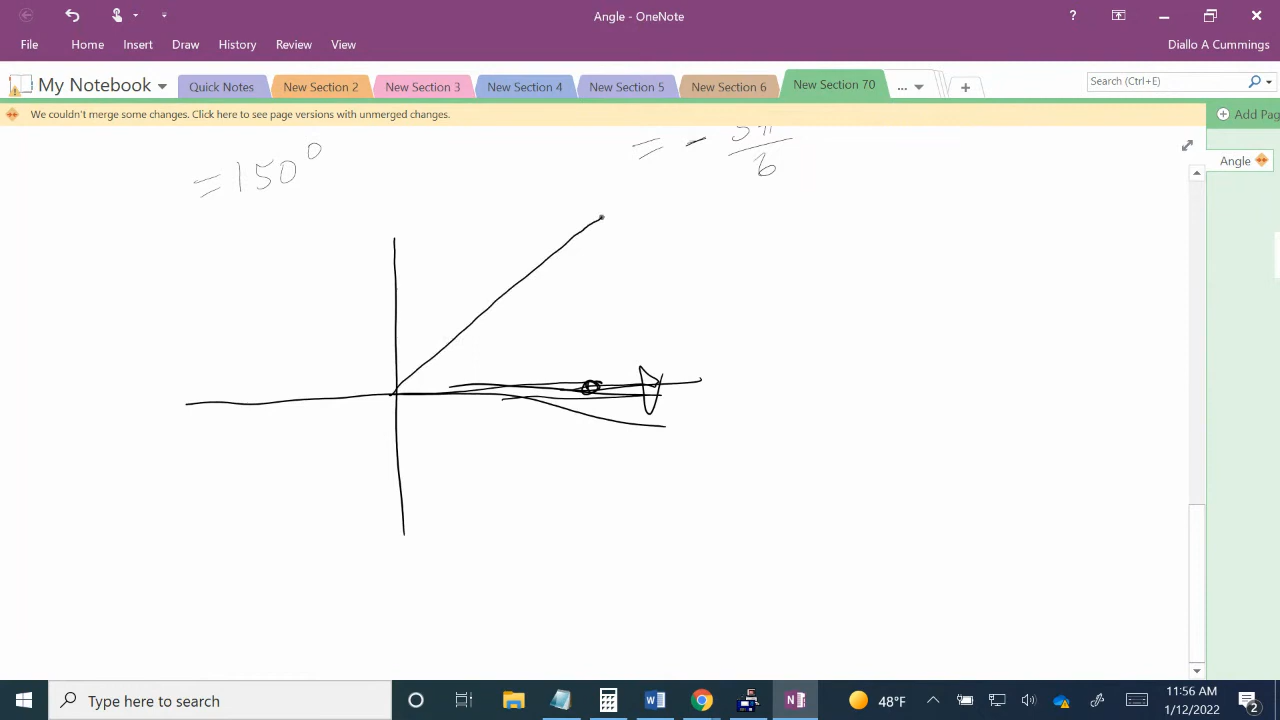 Angle - OneNote
?
File Home Insert Draw History Review View
Diallo A Cummings
My Notebook
Quick Notes
New Section 2
New Section 3
New Section 4
New Section 5
New Section 6
New Section 70
...
Search (Ctrl+E)
We couldn't merge some changes. Click here to see page versions with unmerged changes.
Add Pag
Angle
= 150°
= - 5π/6
Type here to search
48°F
11:56 AM
1/12/2022
2